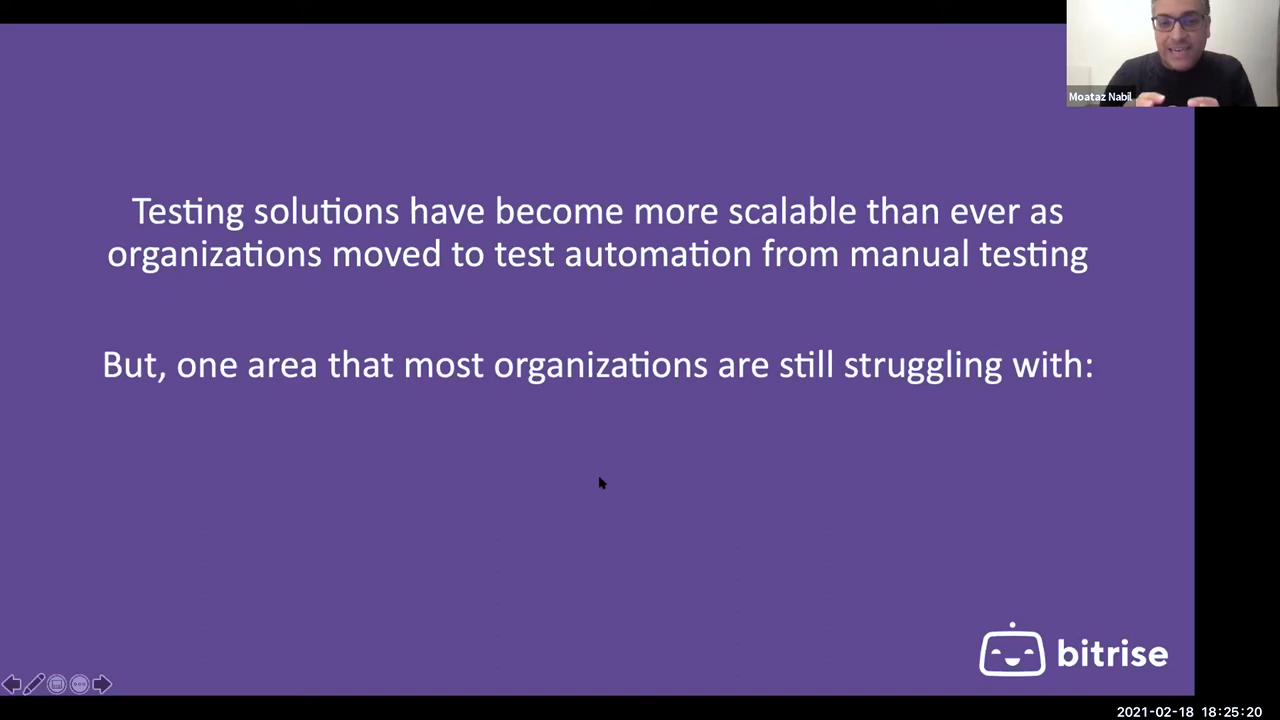 Moataz Nabil
Testing solutions have become more scalable than ever as
organizations moved to test automation from manual testing
But, one area that most organizations are still struggling with:
bitrise
2021-02-18 18:25:20